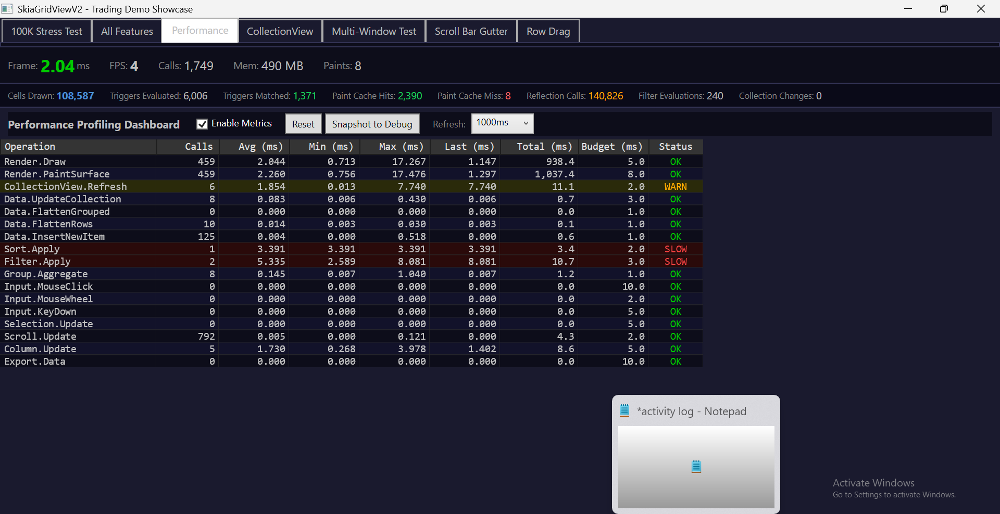 SkiaGridViewV2 - Trading Demo Showcase
100K Stress Test All Features Performance CollectionView Multi-Window Test Scroll Bar Gutter Row Drag
Frame: 2.04 ms FPS: 4 Calls: 1,749 Mem: 490 MB Paints: 8
Cells Drawn: 108,587 Triggers Evaluated: 6,006 Triggers Matched: 1,371 Paint Cache Hits: 2,390 Paint Cache Miss: 8 Reflection Calls: 140,826 Filter Evaluations: 240 Collection Changes: 0
Performance Profiling Dashboard Enable Metrics Reset Snapshot to Debug Refresh: 1000ms
Operation Calls Avg (ms) Min (ms) Max (ms) Last (ms) Total (ms) Budget (ms) Status
Render.Draw 459 2.044 0.713 17.267 1.147 938.4 5.0 OK
Render.PaintSurface 459 2.260 0.756 17.476 1.297 1,037.4 8.0 OK
CollectionView.Refresh 6 1.854 0.013 7.740 7.740 11.1 2.0 WARN
Data.UpdateCollection 8 0.083 0.006 0.430 0.006 0.7 3.0 OK
Data.FlattenGrouped 0 0.000 0.000 0.000 0.000 0.0 1.0 OK
Data.FlattenRows 10 0.014 0.003 0.030 0.003 0.1 1.0 OK
Data.InsertNewItem 125 0.004 0.000 0.518 0.000 0.6 1.0 OK
Sort.Apply 1 3.391 3.391 3.391 3.391 3.4 2.0 SLOW
Filter.Apply 2 5.335 2.589 8.081 8.081 10.7 3.0 SLOW
Group.Aggregate 8 0.145 0.007 1.040 0.007 1.2 1.0 OK
Input.MouseClick 0 0.000 0.000 0.000 0.000 0.0 10.0 OK
Input.MouseWheel 0 0.000 0.000 0.000 0.000 0.0 2.0 OK
Input.KeyDown 0 0.000 0.000 0.000 0.000 0.0 5.0 OK
Selection.Update 0 0.000 0.000 0.000 0.000 0.0 5.0 OK
Scroll.Update 792 0.005 0.000 0.121 0.000 4.3 2.0 OK
Column.Update 5 1.730 0.268 3.978 1.402 8.6 5.0 OK
Export.Data 0 0.000 0.000 0.000 0.000 0.0 10.0 OK
*activity log - Notepad
Activate Windows
Go to Settings to activate Windows.